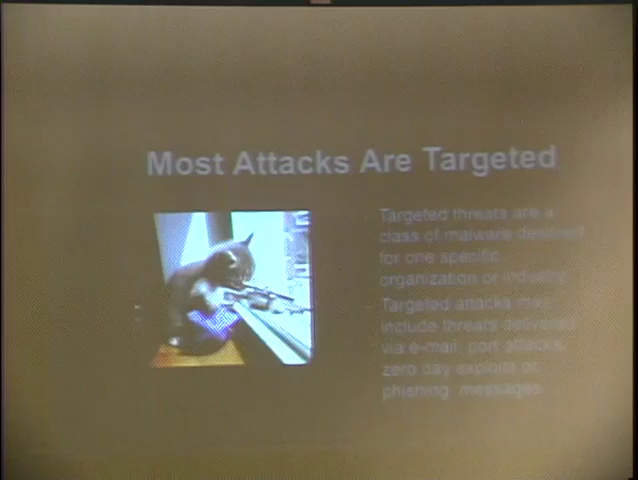 Most Attacks Are Targeted
Targeted threats are a
class of malware destined
for one specific
organization or industry
Targeted attacks may
include threats delivered
via e-mail, port attacks,
zero day exploits or
phishing messages